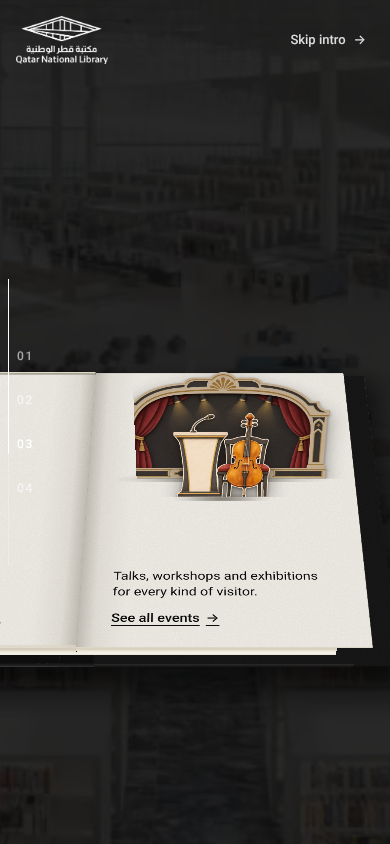 مكتبة قطر الوطنية
Qatar National Library
Skip intro →
01
02
03
04
Talks, workshops and exhibitions
for every kind of visitor.
See all events →